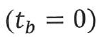 (t_b = 0)